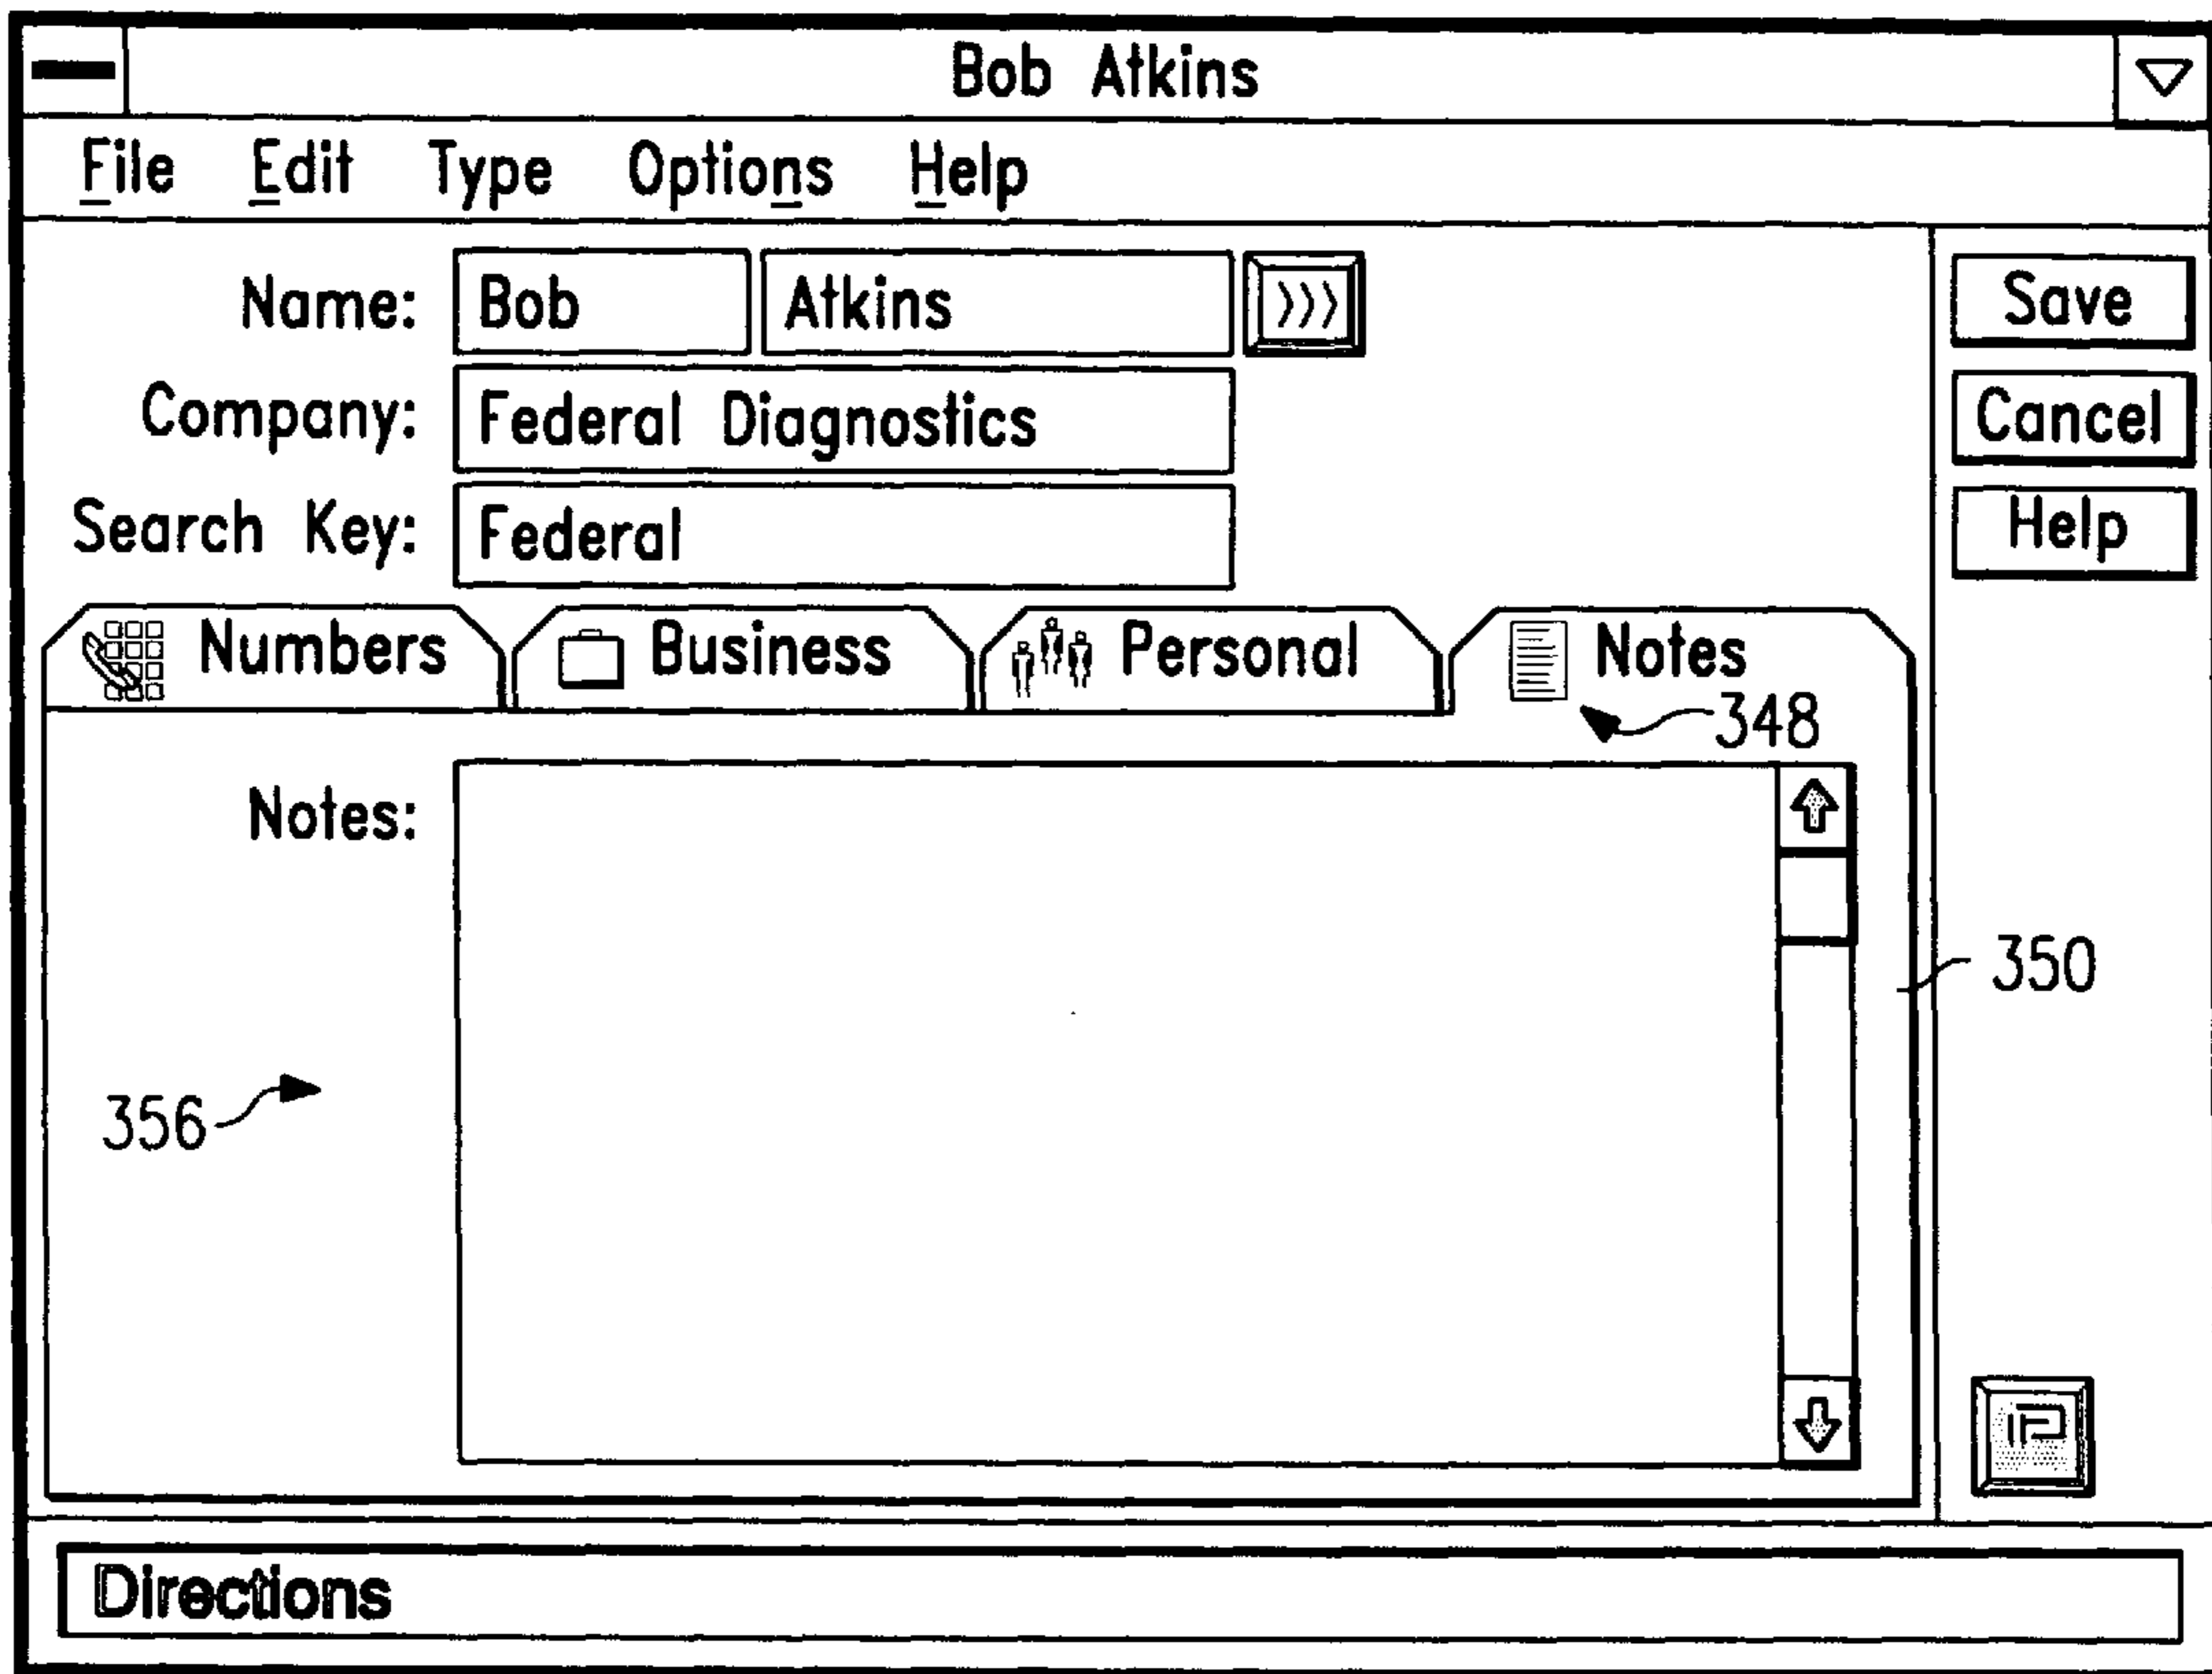 Bob Atkins
File Edit Type Options Help
Name: Bob Atkins >>> Save
Company: Federal Diagnostics Cancel
Search Key: Federal Help
Numbers Business Personal Notes
348
Notes:
350
356
Directions